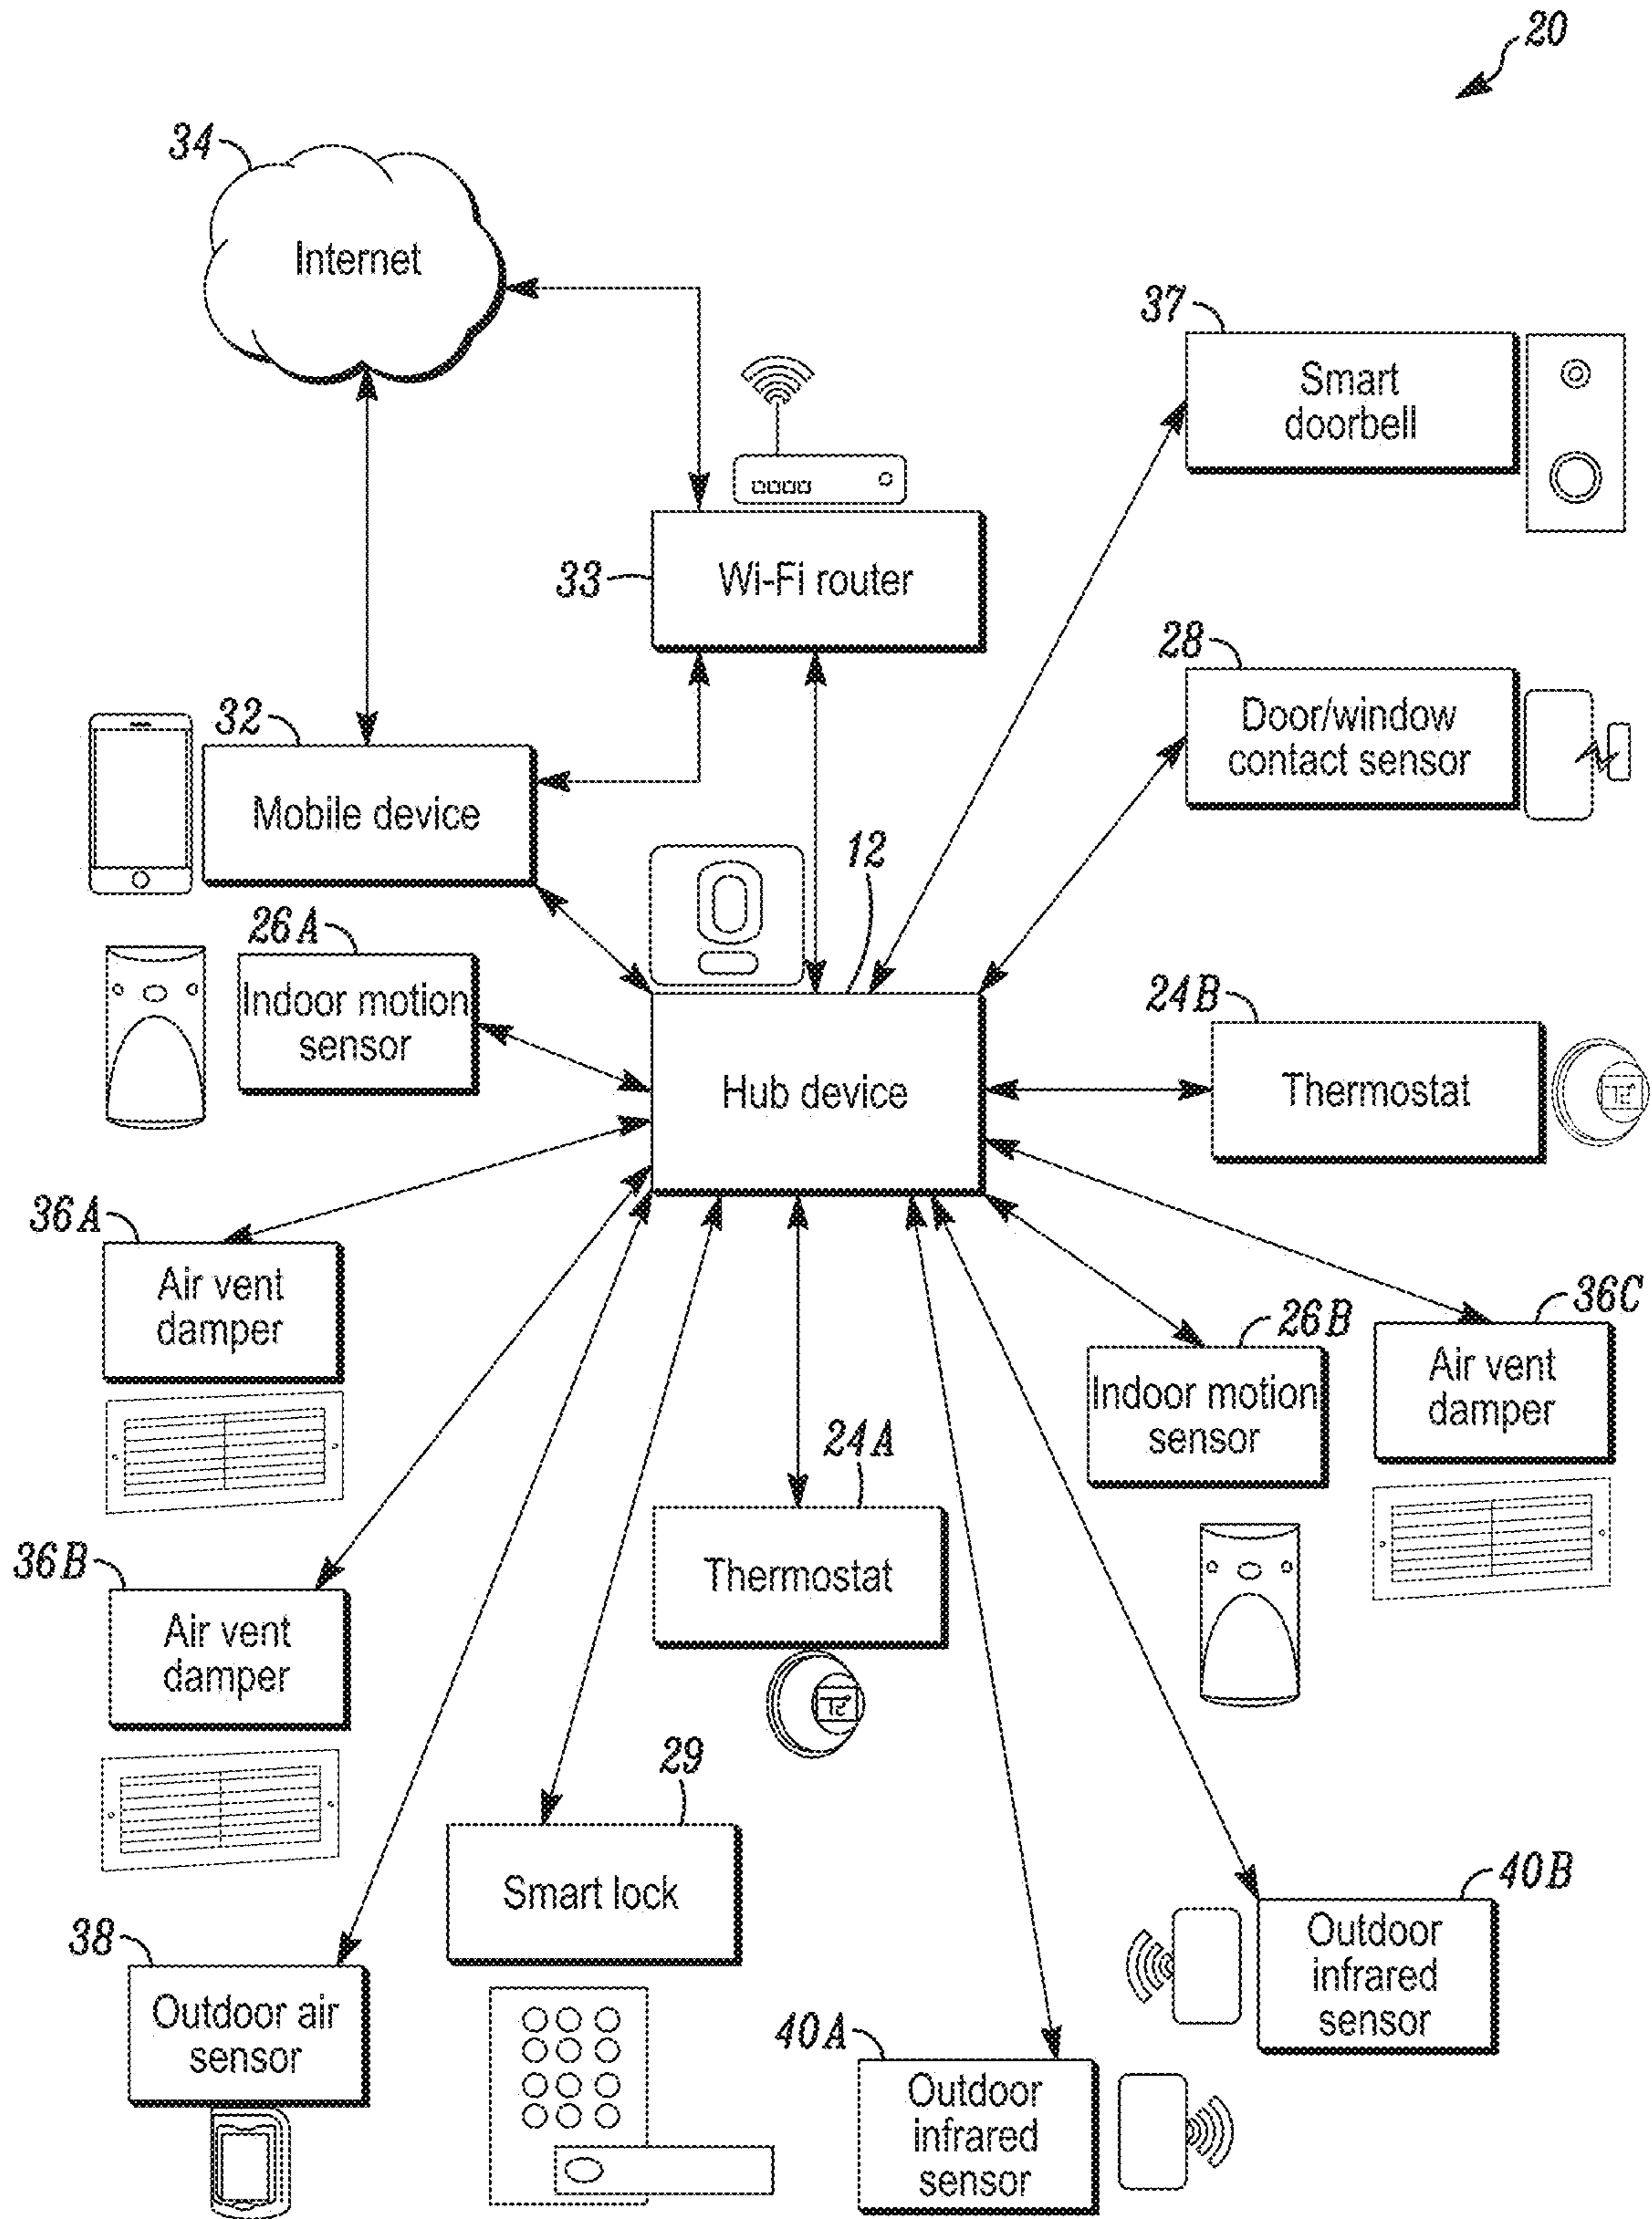 20
34
Internet
37
Smart
doorbell
33
Wi-Fi router
28
Door/window
contact sensor
32
Mobile device
12
26A
Indoor motion
sensor
24B
Hub device
Thermostat
36A
Air vent
damper
36C
Air vent
damper
26B
Indoor motion
sensor
24A
Thermostat
36B
Air vent
damper
29
Smart lock
40B
Outdoor
infrared
sensor
38
Outdoor air
sensor
40A
Outdoor
infrared
sensor